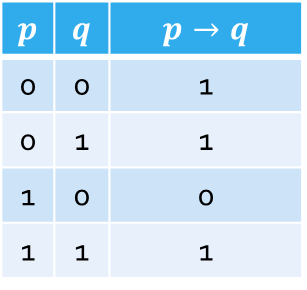 p q p → q
0 0 1
0 1 1
1 0 0
1 1 1